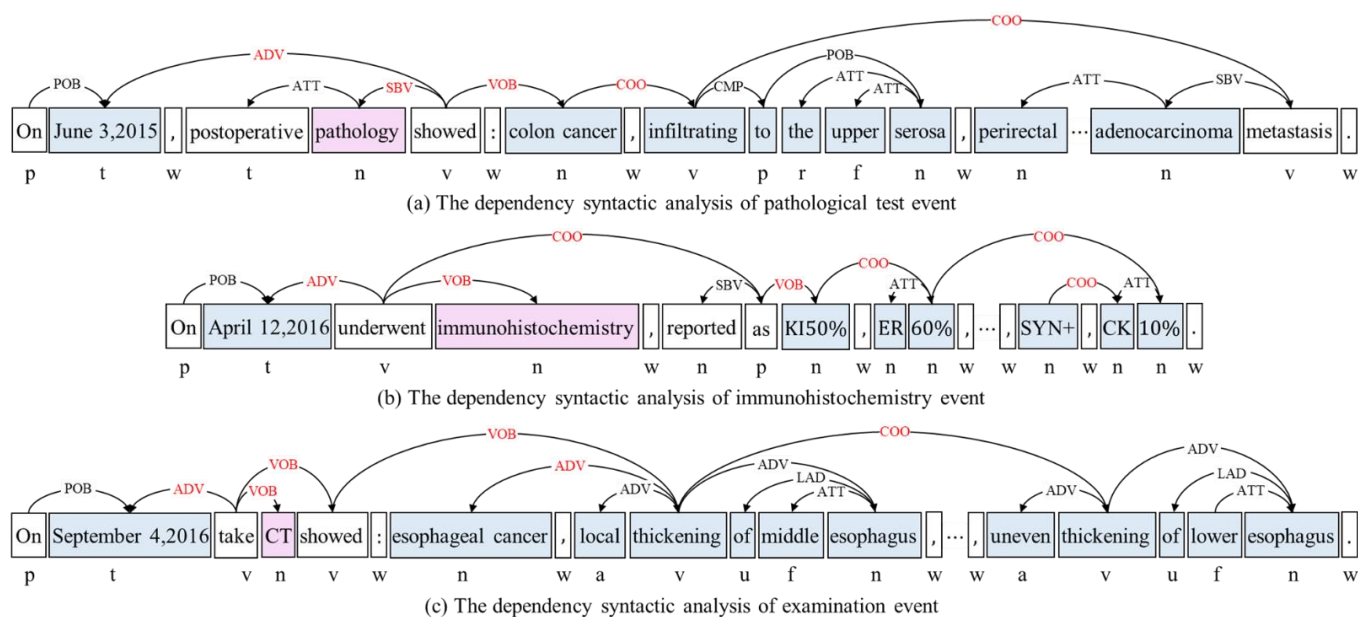 COO
ADV POB
POB ATT SBV VOB COO CMP ATT ATT ATT SBV
On June 3,2015 , postoperative pathology showed : colon cancer , infiltrating to the upper serosa , perirectal ... adenocarcinoma metastasis .
p t w t n v w n w v p r f n w n n v w
(a) The dependency syntactic analysis of pathological test event
COO COO
POB ADV VOB SBV VOB COO ATT COO ATT
On April 12,2016 underwent immunohistochemistry , reported as KI50% , ER 60% , ... , SYN+ , CK 10% .
p t v n w n p n w n n w w n w n n w
(b) The dependency syntactic analysis of immunohistochemistry event
VOB COO
VOB ADV ADV ADV
POB ADV VOB ADV LAD ATT ADV LAD ATT
On September 4,2016 take CT showed : esophageal cancer , local thickening of middle esophagus , ... , uneven thickening of lower esophagus .
p t v n v w n w a v u f n w w a v u f n w
(c) The dependency syntactic analysis of examination event